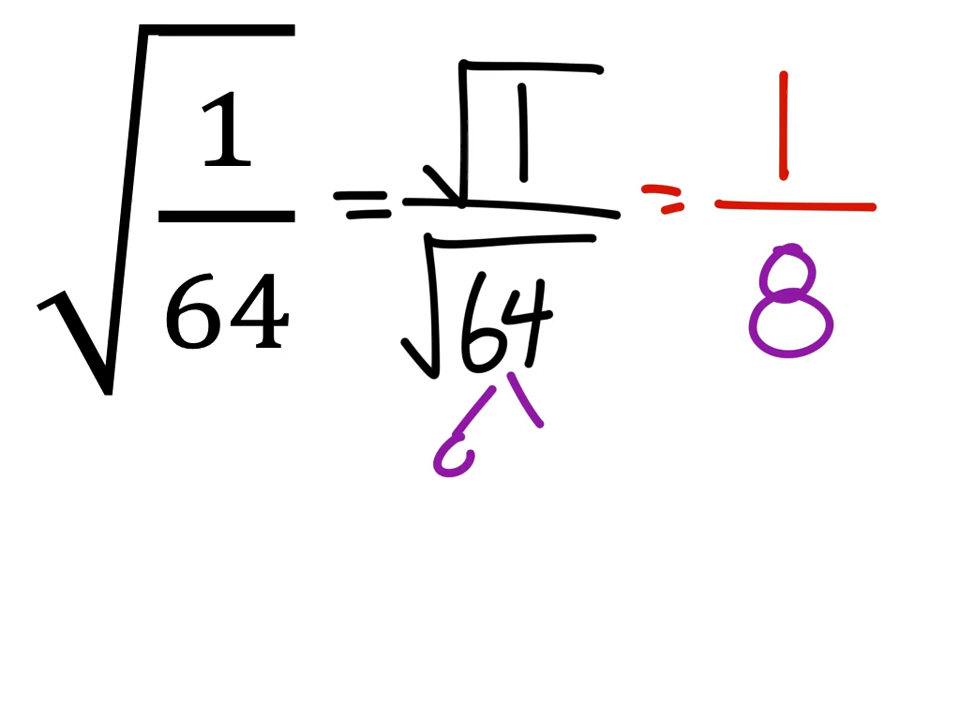 √(1/64) = √1/√64 = 1/8